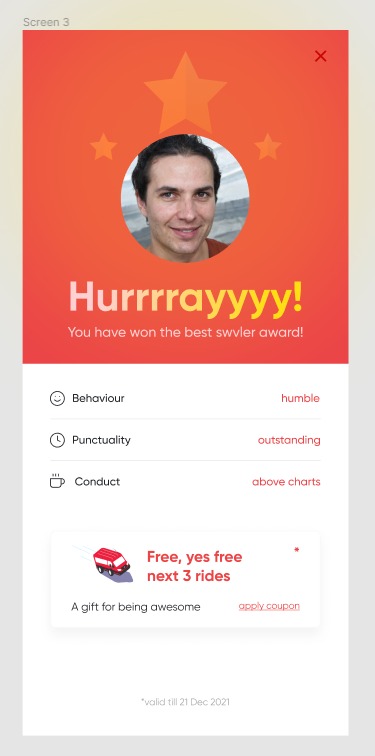 Screen 3
Hurrrrayyyy!
You have won the best swvler award!
Behaviour humble
Punctuality outstanding
Conduct above charts
Free, yes free *
next 3 rides
A gift for being awesome apply coupon
*valid till 21 Dec 2021